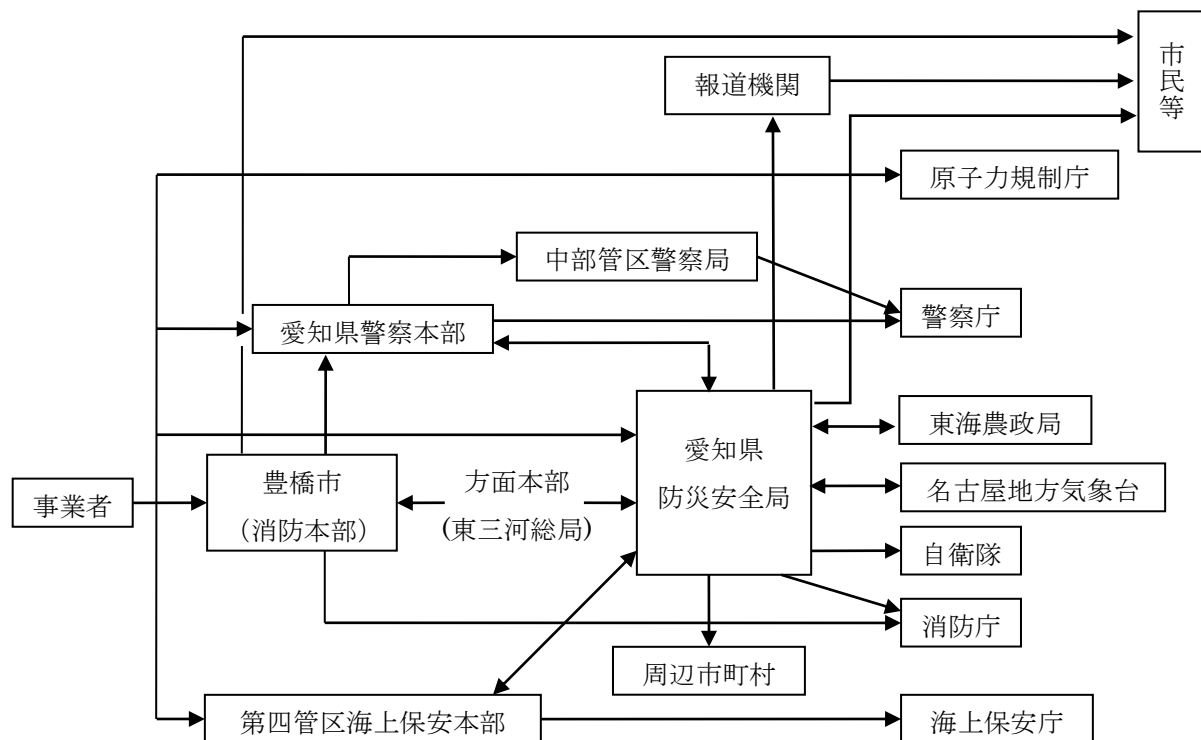 市民等
報道機関
原子力規制庁
中部管区警察局
警察庁
愛知県警察本部
愛知県
防災安全局
東海農政局
豊橋市
（消防本部）
方面本部
(東三河総局)
名古屋地方気象台
事業者
自衛隊
消防庁
周辺市町村
第四管区海上保安本部
海上保安庁